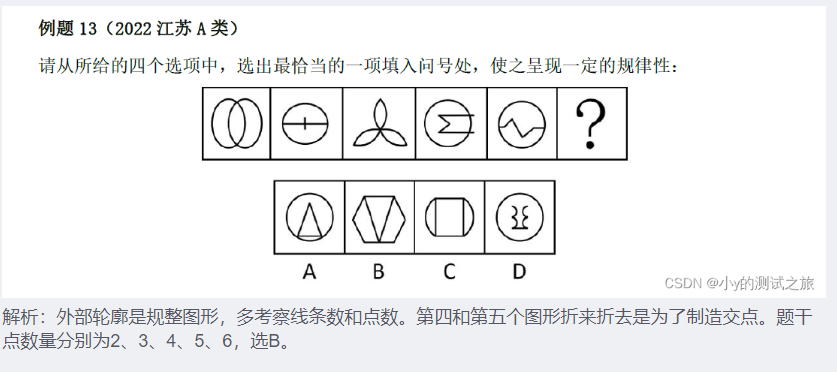 例题 13（2022 江苏 A 类）
请从所给的四个选项中，选出最恰当的一项填入问号处，使之呈现一定的规律性：
?
A B C D
CSDN @小y的测试之旅
解析：外部轮廓是规整图形，多考察线条数和点数。第四和第五个图形折来折去是为了制造交点。题干
点数量分别为2、3、4、5、6，选B。